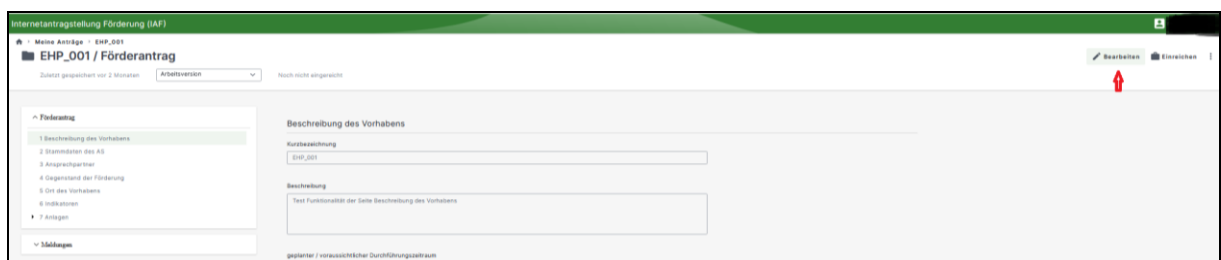 Internetantragstellung Förderung (IAF)
Meine Anträge > EHP_001
EHP_001 / Förderantrag
Bearbeiten Einreichen
Zuletzt gespeichert vor 2 Monaten Arbeitsversion Noch nicht eingereicht
Förderantrag
1 Beschreibung des Vorhabens
2 Stammdaten des AS
3 Ansprechpartner
4 Gegenstand der Förderung
5 Ort des Vorhabens
6 Indikatoren
7 Anlagen
Meldungen
Beschreibung des Vorhabens
Kurzbezeichnung
EHP_001
Beschreibung
Test Funktionalität der Seite Beschreibung des Vorhabens
geplanter / voraussichtlicher Durchführungszeitraum